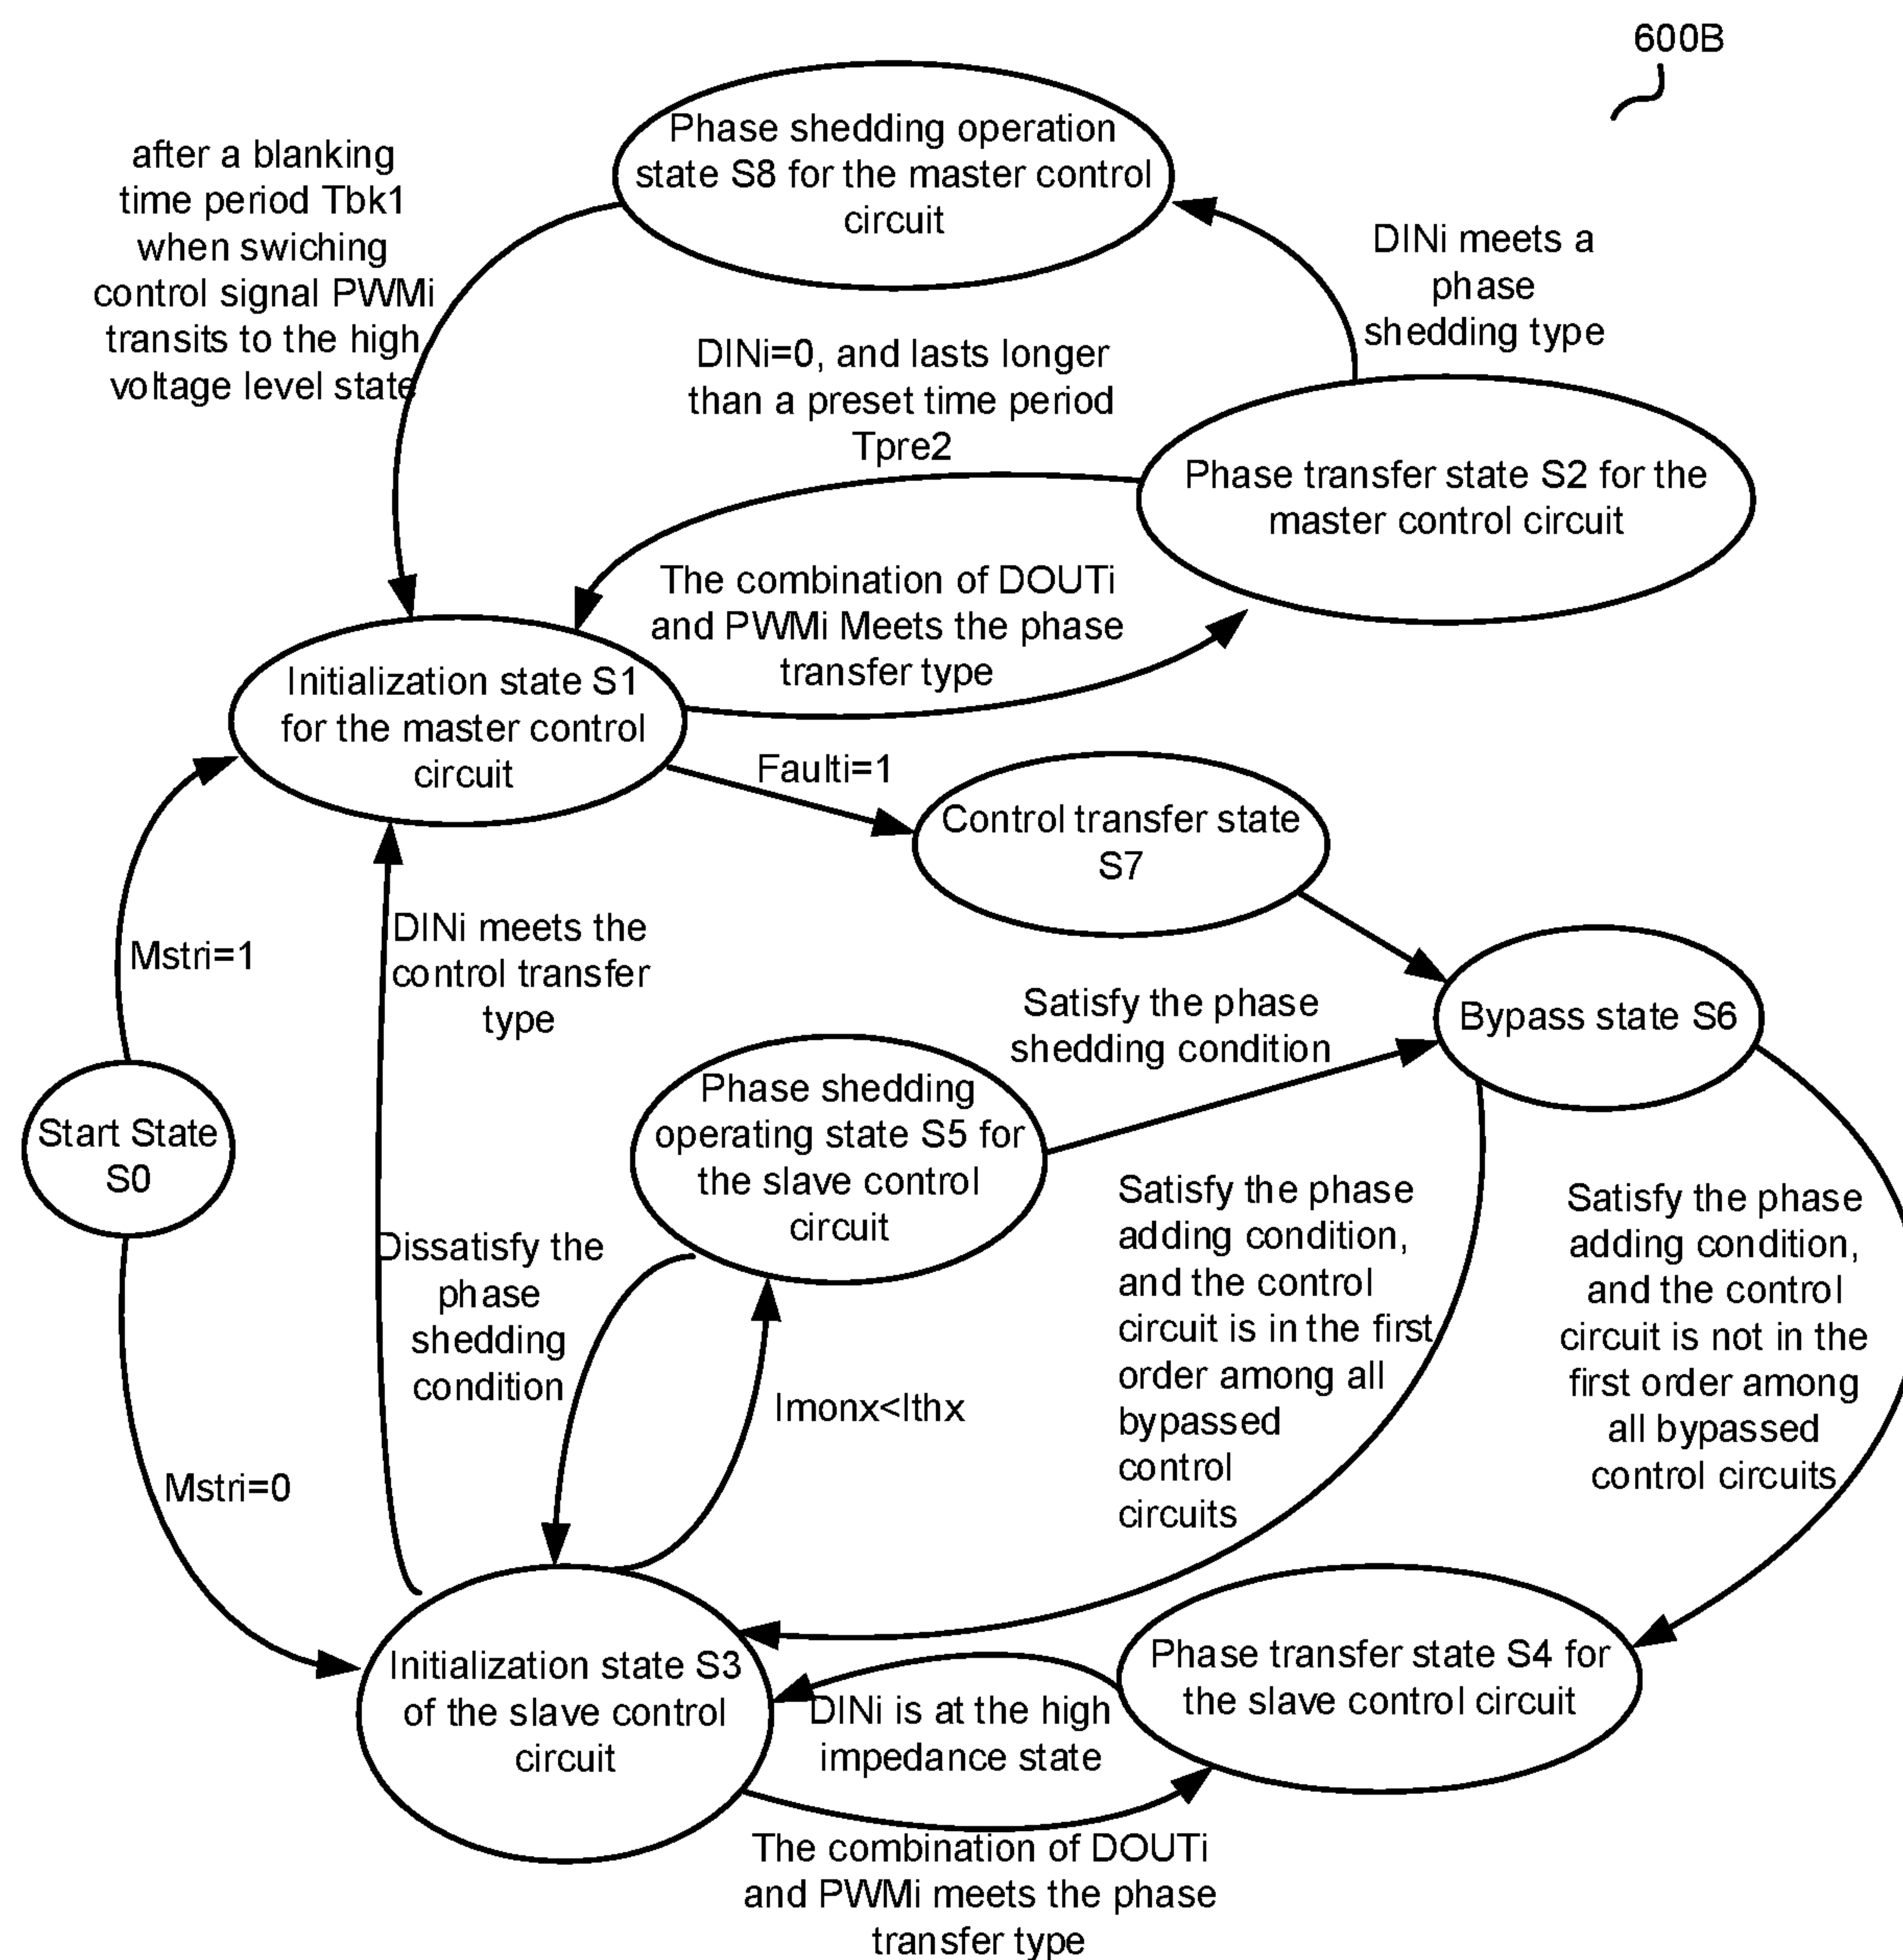 600B
Phase shedding operation
state S8 for the master control
circuit
after a blanking
time period Tbk1
when swiching
control signal PWMi
transits to the high
voltage level state
DINi meets a
phase
shedding type
DINi=0, and lasts longer
than a preset time period
Tpre2
Phase transfer state S2 for the
master control circuit
The combination of DOUTi
and PWMi Meets the phase
transfer type
Initialization state S1
for the master control
circuit
Faulti=1
Control transfer state
S7
Mstri=1
DINi meets the
control transfer
type
Satisfy the phase
shedding condition
Bypass state S6
Start State
S0
Phase shedding
operating state S5 for
the slave control
circuit
Satisfy the phase
adding condition,
and the control
circuit is in the first
order among all
bypassed
control
circuits
Satisfy the phase
adding condition,
and the control
circuit is not in the
first order among
all bypassed
control circuits
Dissatisfy the
phase
shedding
condition
Imonx<Ithx
Mstri=0
Initialization state S3
of the slave control
circuit
DINi is at the high
impedance state
Phase transfer state S4 for
the slave control circuit
The combination of DOUTi
and PWMi meets the phase
transfer type